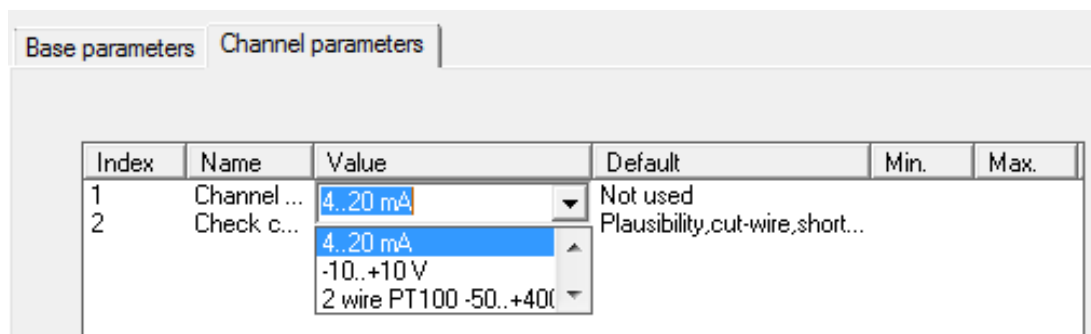 Base parameters Channel parameters
Index Name Value Default Min. Max.
1 Channel ... 4..20 mA Not used
2 Check c... Plausibility,cut-wire,short...
4..20 mA
-10..+10 V
2 wire PT100 -50..+40(